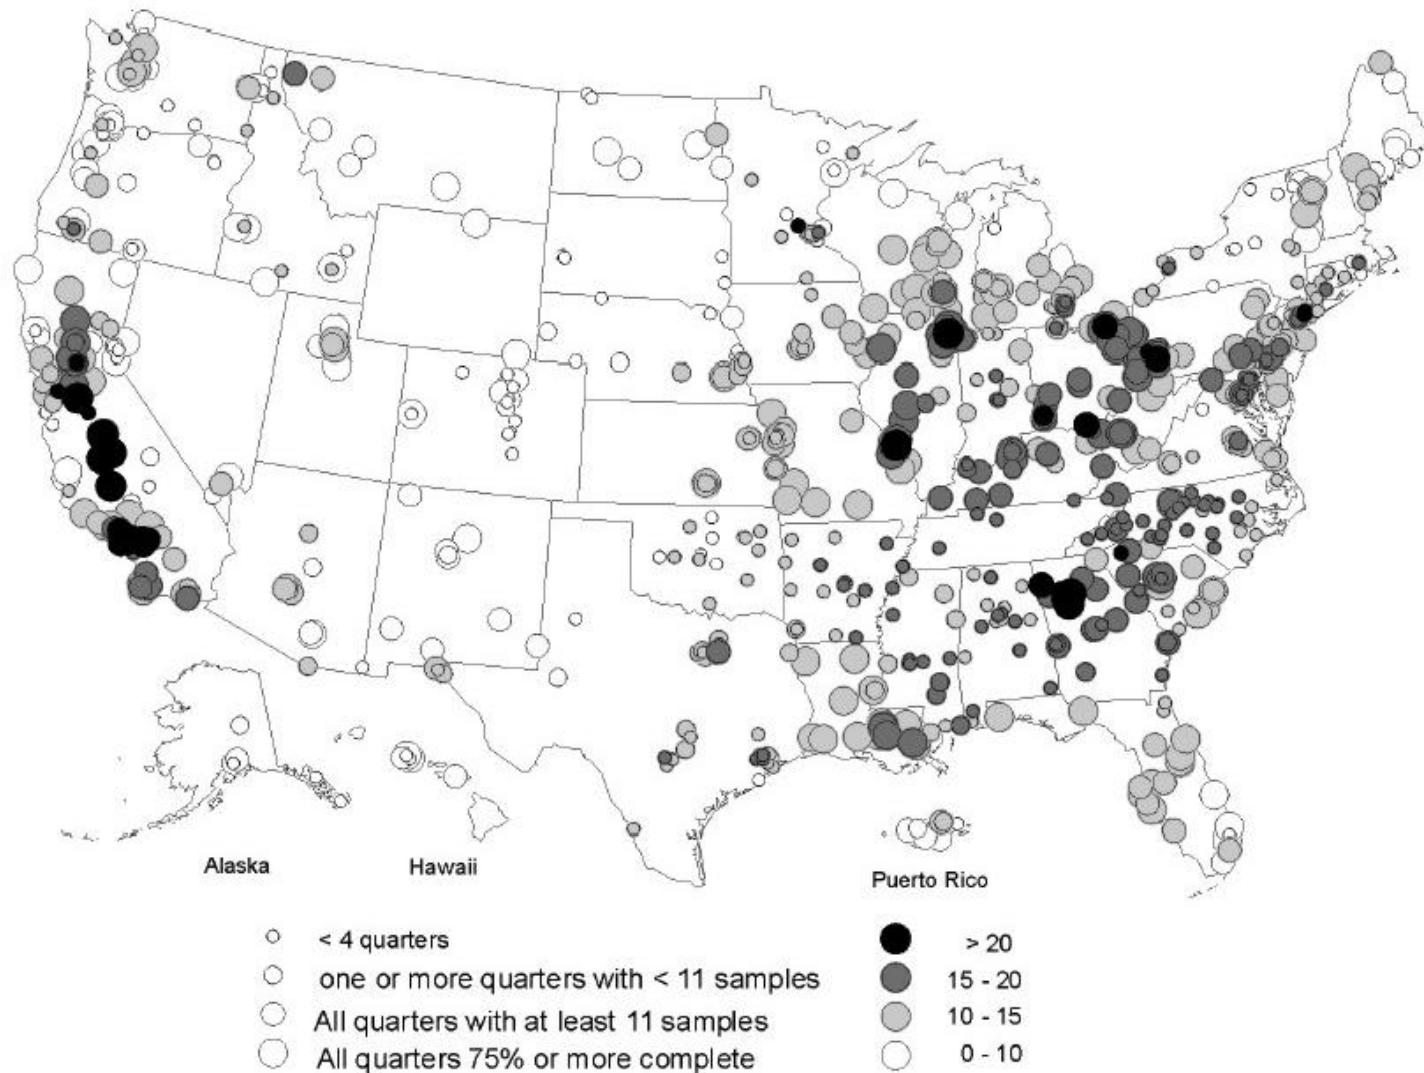 Alaska
Hawaii
Puerto Rico
< 4 quarters
one or more quarters with < 11 samples
All quarters with at least 11 samples
All quarters 75% or more complete
> 20
15 - 20
10 - 15
0 - 10